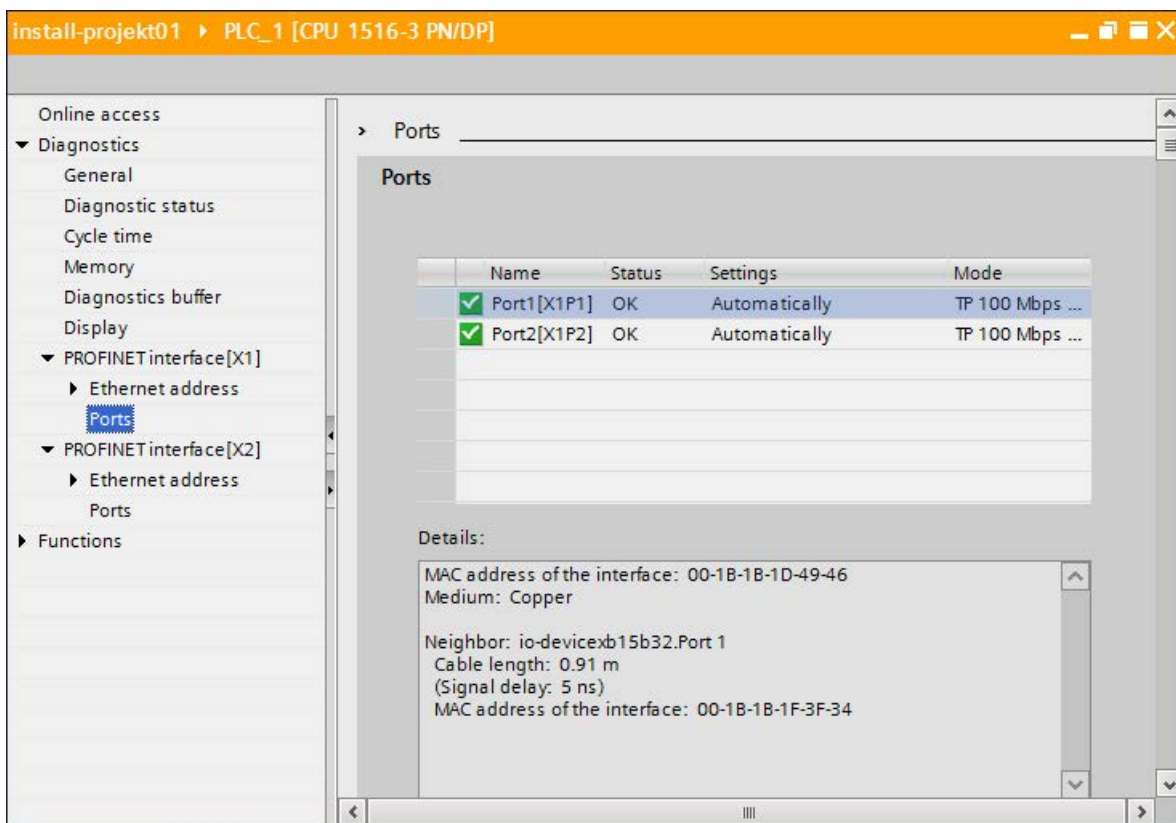 install-projekt01 ▸ PLC_1 [CPU 1516-3 PN/DP]
Online access
Diagnostics
General
Diagnostic status
Cycle time
Memory
Diagnostics buffer
Display
PROFINET interface[X1]
Ethernet address
Ports
PROFINET interface[X2]
Ethernet address
Ports
Functions
Ports
Ports
Name Status Settings Mode
Port1[X1P1] OK Automatically TP 100 Mbps ...
Port2[X1P2] OK Automatically TP 100 Mbps ...
Details:
MAC address of the interface: 00-1B-1B-1D-49-46
Medium: Copper
Neighbor: io-devicexb15b32.Port 1
Cable length: 0.91 m
(Signal delay: 5 ns)
MAC address of the interface: 00-1B-1B-1F-3F-34